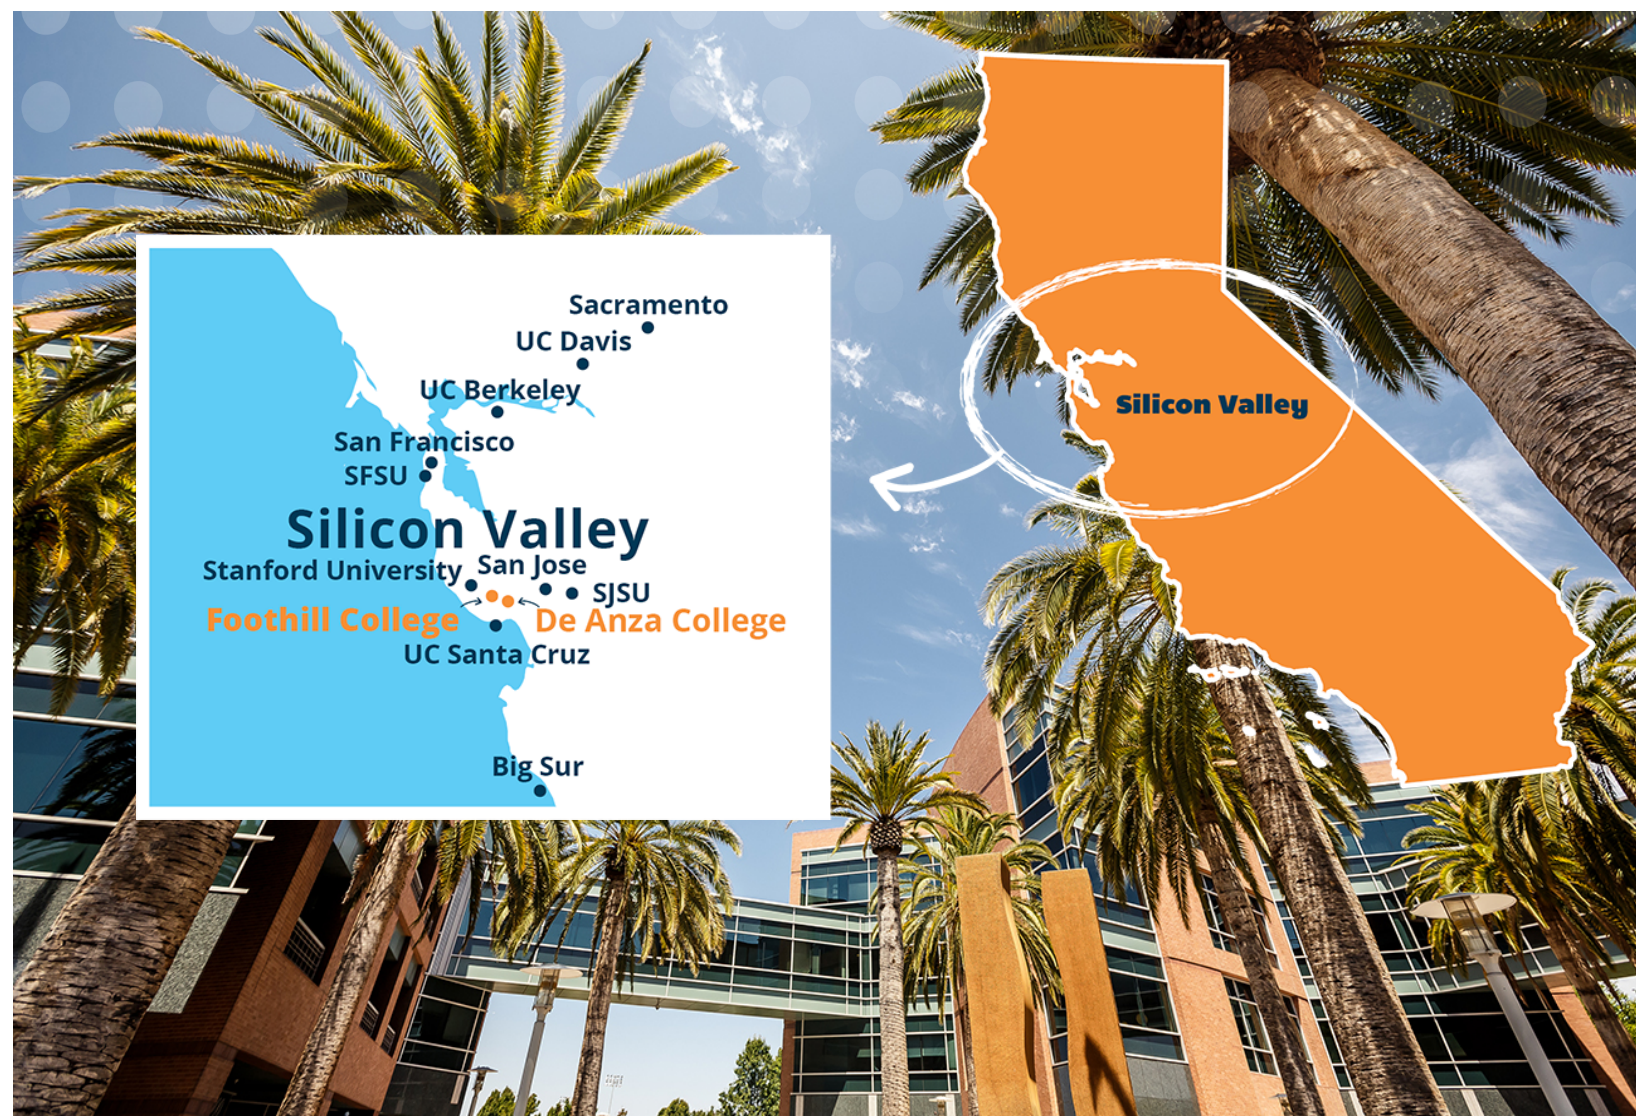 Sacramento
UC Davis
UC Berkeley
San Francisco
SFSU
Silicon Valley
Stanford University
San Jose
SJSU
Foothill College
De Anza College
UC Santa Cruz
Big Sur
Silicon Valley